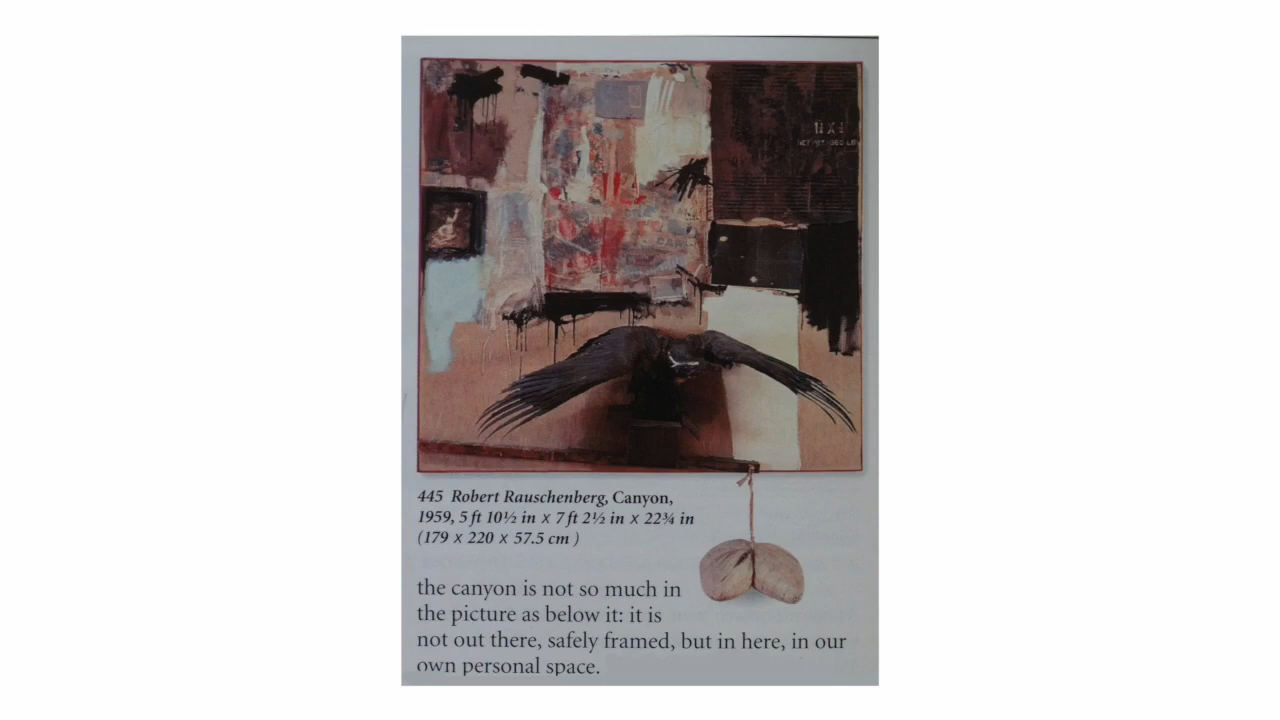 445 Robert Rauschenberg, Canyon,
1959, 5 ft 10½ in × 7 ft 2½ in × 22¾ in
(179 × 220 × 57.5 cm )
the canyon is not so much in
the picture as below it: it is
not out there, safely framed, but in here, in our
own personal space.